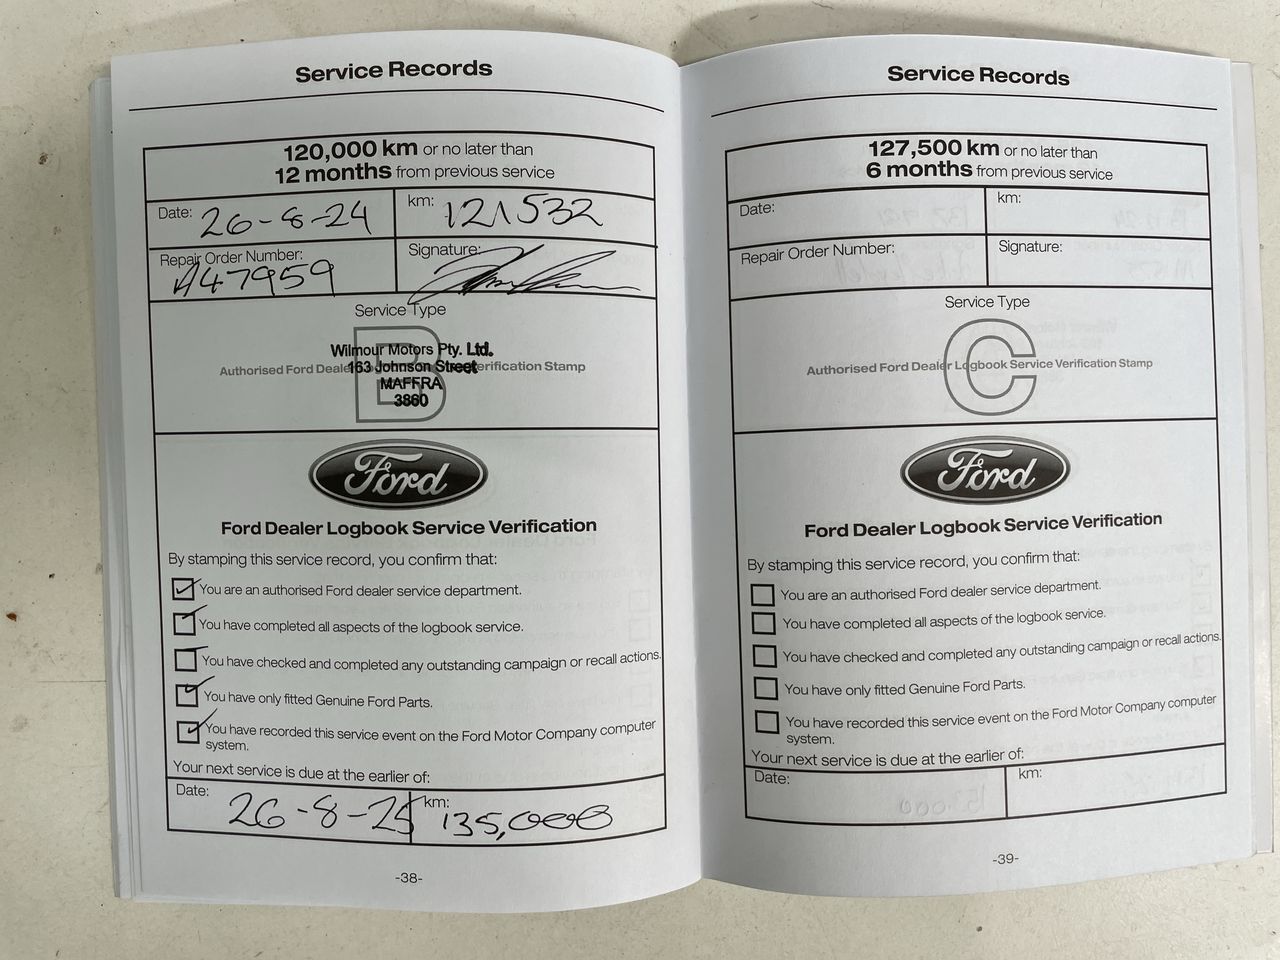 Service Records
120,000 km or no later than
12 months from previous service
Date: 26-8-24
km: 121532
Repair Order Number:
A47959
Signature:
Service Type
B
Authorised Ford Dealer Logbook Service Verification Stamp
Wilmour Motors Pty. Ltd.
163 Johnson Street
MAFFRA
3860
Ford
Ford Dealer Logbook Service Verification
By stamping this service record, you confirm that:
You are an authorised Ford dealer service department.
You have completed all aspects of the logbook service.
You have checked and completed any outstanding campaign or recall actions.
You have only fitted Genuine Ford Parts.
You have recorded this service event on the Ford Motor Company computer
system.
Your next service is due at the earlier of:
Date: 26-8-25
km: 135,000
-38-
Service Records
127,500 km or no later than
6 months from previous service
Date:
km:
Repair Order Number:
Signature:
Service Type
C
Authorised Ford Dealer Logbook Service Verification Stamp
Ford
Ford Dealer Logbook Service Verification
By stamping this service record, you confirm that:
You are an authorised Ford dealer service department.
You have completed all aspects of the logbook service.
You have checked and completed any outstanding campaign or recall actions.
You have only fitted Genuine Ford Parts.
You have recorded this service event on the Ford Motor Company computer
system.
Your next service is due at the earlier of:
Date:
km:
-39-